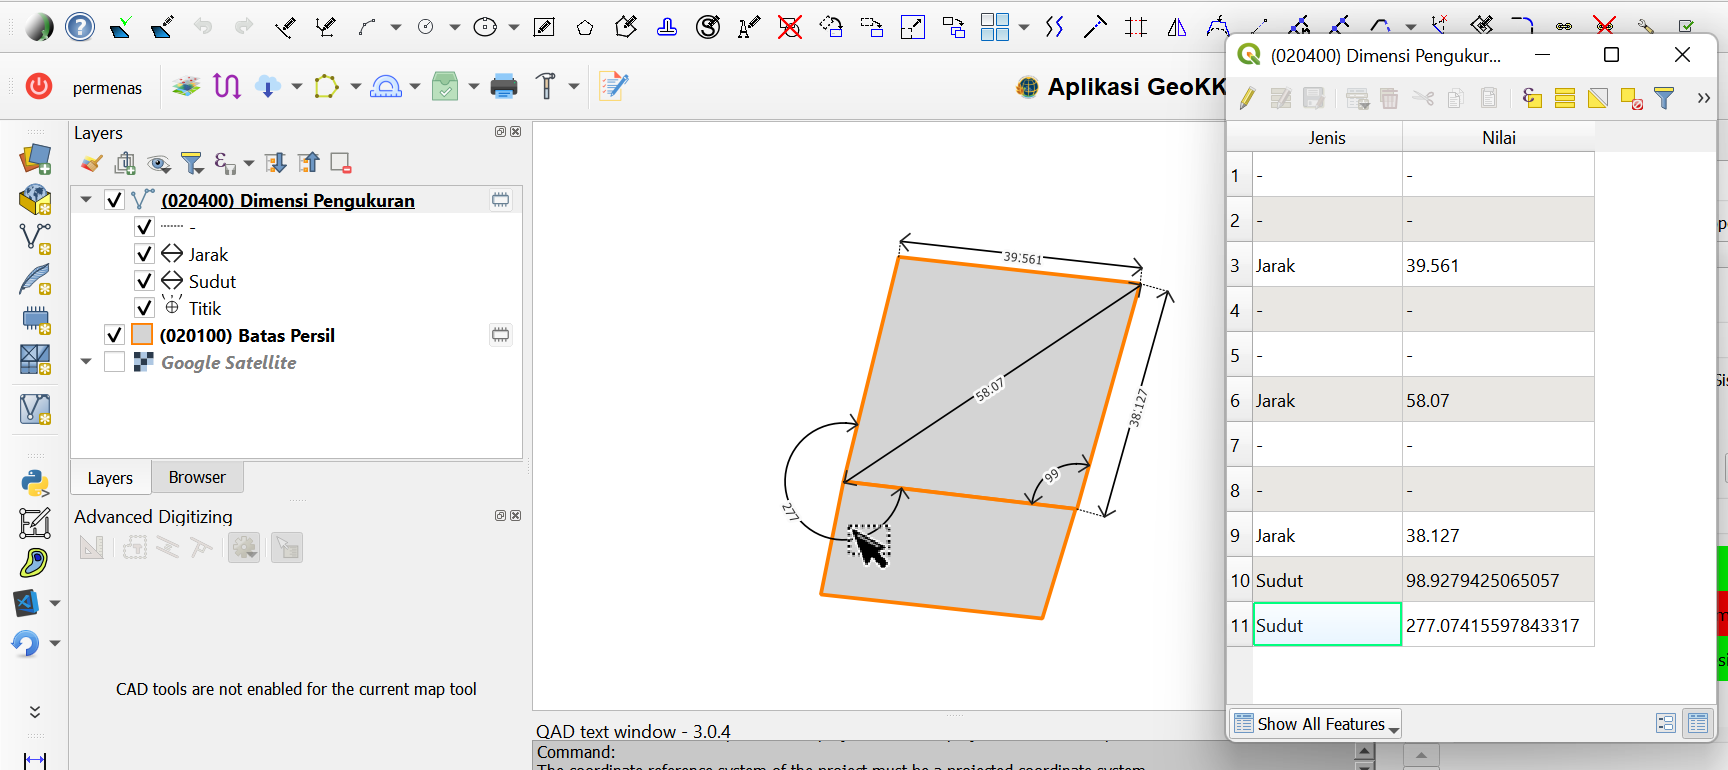 permenas
Aplikasi GeoKK
Layers
(020400) Dimensi Pengukuran
-
Jarak
Sudut
Titik
(020100) Batas Persil
Google Satellite
Layers
Browser
Advanced Digitizing
CAD tools are not enabled for the current map tool
39.561
58.07
38.127
99
277
QAD text window - 3.0.4
Command:
The coordinate reference system of the project must be a projected coordinate system
(020400) Dimensi Pengukur...
Jenis Nilai
1 - -
2 - -
3 Jarak 39.561
4 - -
5 - -
6 Jarak 58.07
7 - -
8 - -
9 Jarak 38.127
10 Sudut 98.9279425065057
11 Sudut 277.07415597843317
Show All Features